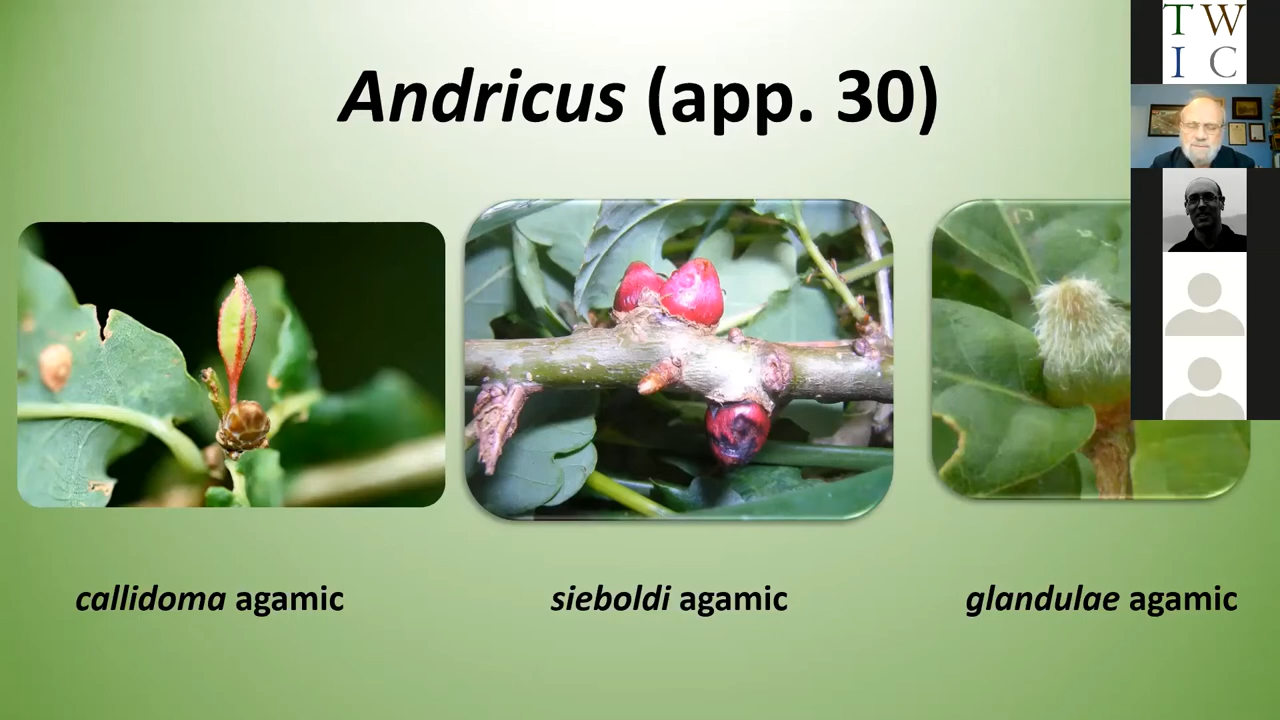 Andricus (app. 30)
T W
I C
callidoma agamic
sieboldi agamic
glandulae agamic